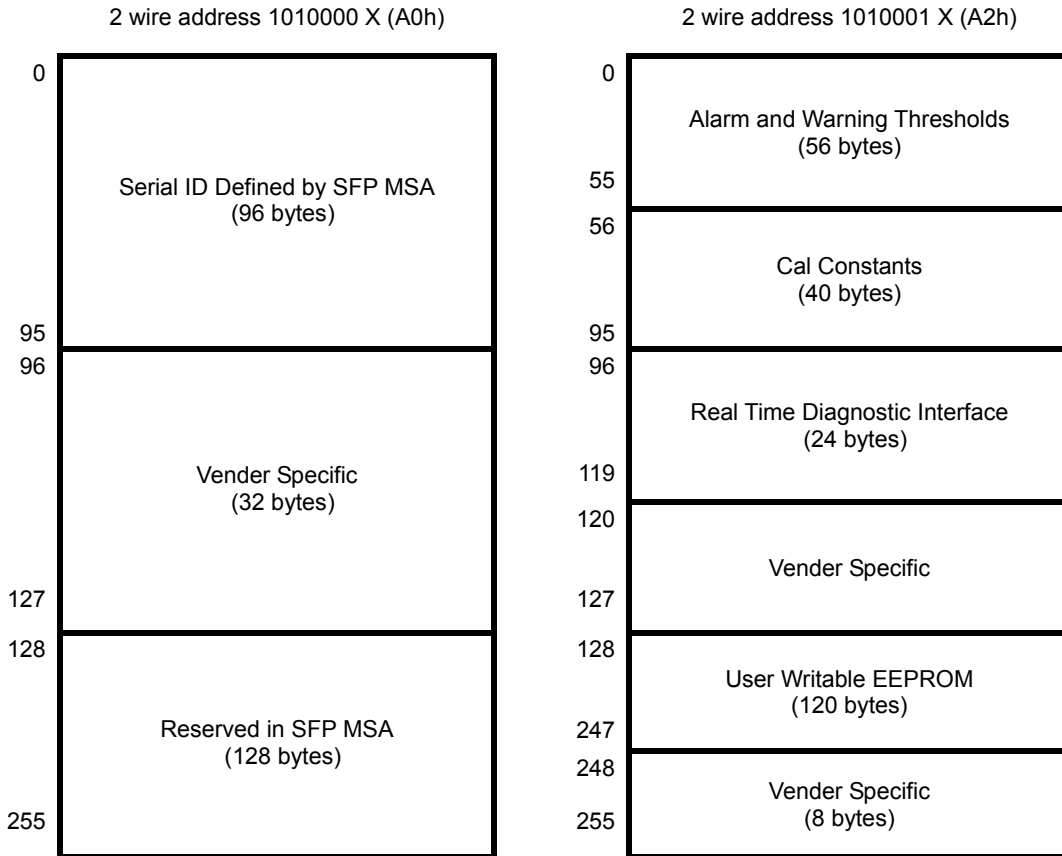 2 wire address 1010000 X (A0h)
0
Serial ID Defined by SFP MSA
(96 bytes)
95
96
Vender Specific
(32 bytes)
127
128
Reserved in SFP MSA
(128 bytes)
255
2 wire address 1010001 X (A2h)
0
Alarm and Warning Thresholds
(56 bytes)
55
56
Cal Constants
(40 bytes)
95
96
Real Time Diagnostic Interface
(24 bytes)
119
120
Vender Specific
127
128
User Writable EEPROM
(120 bytes)
247
248
Vender Specific
(8 bytes)
255